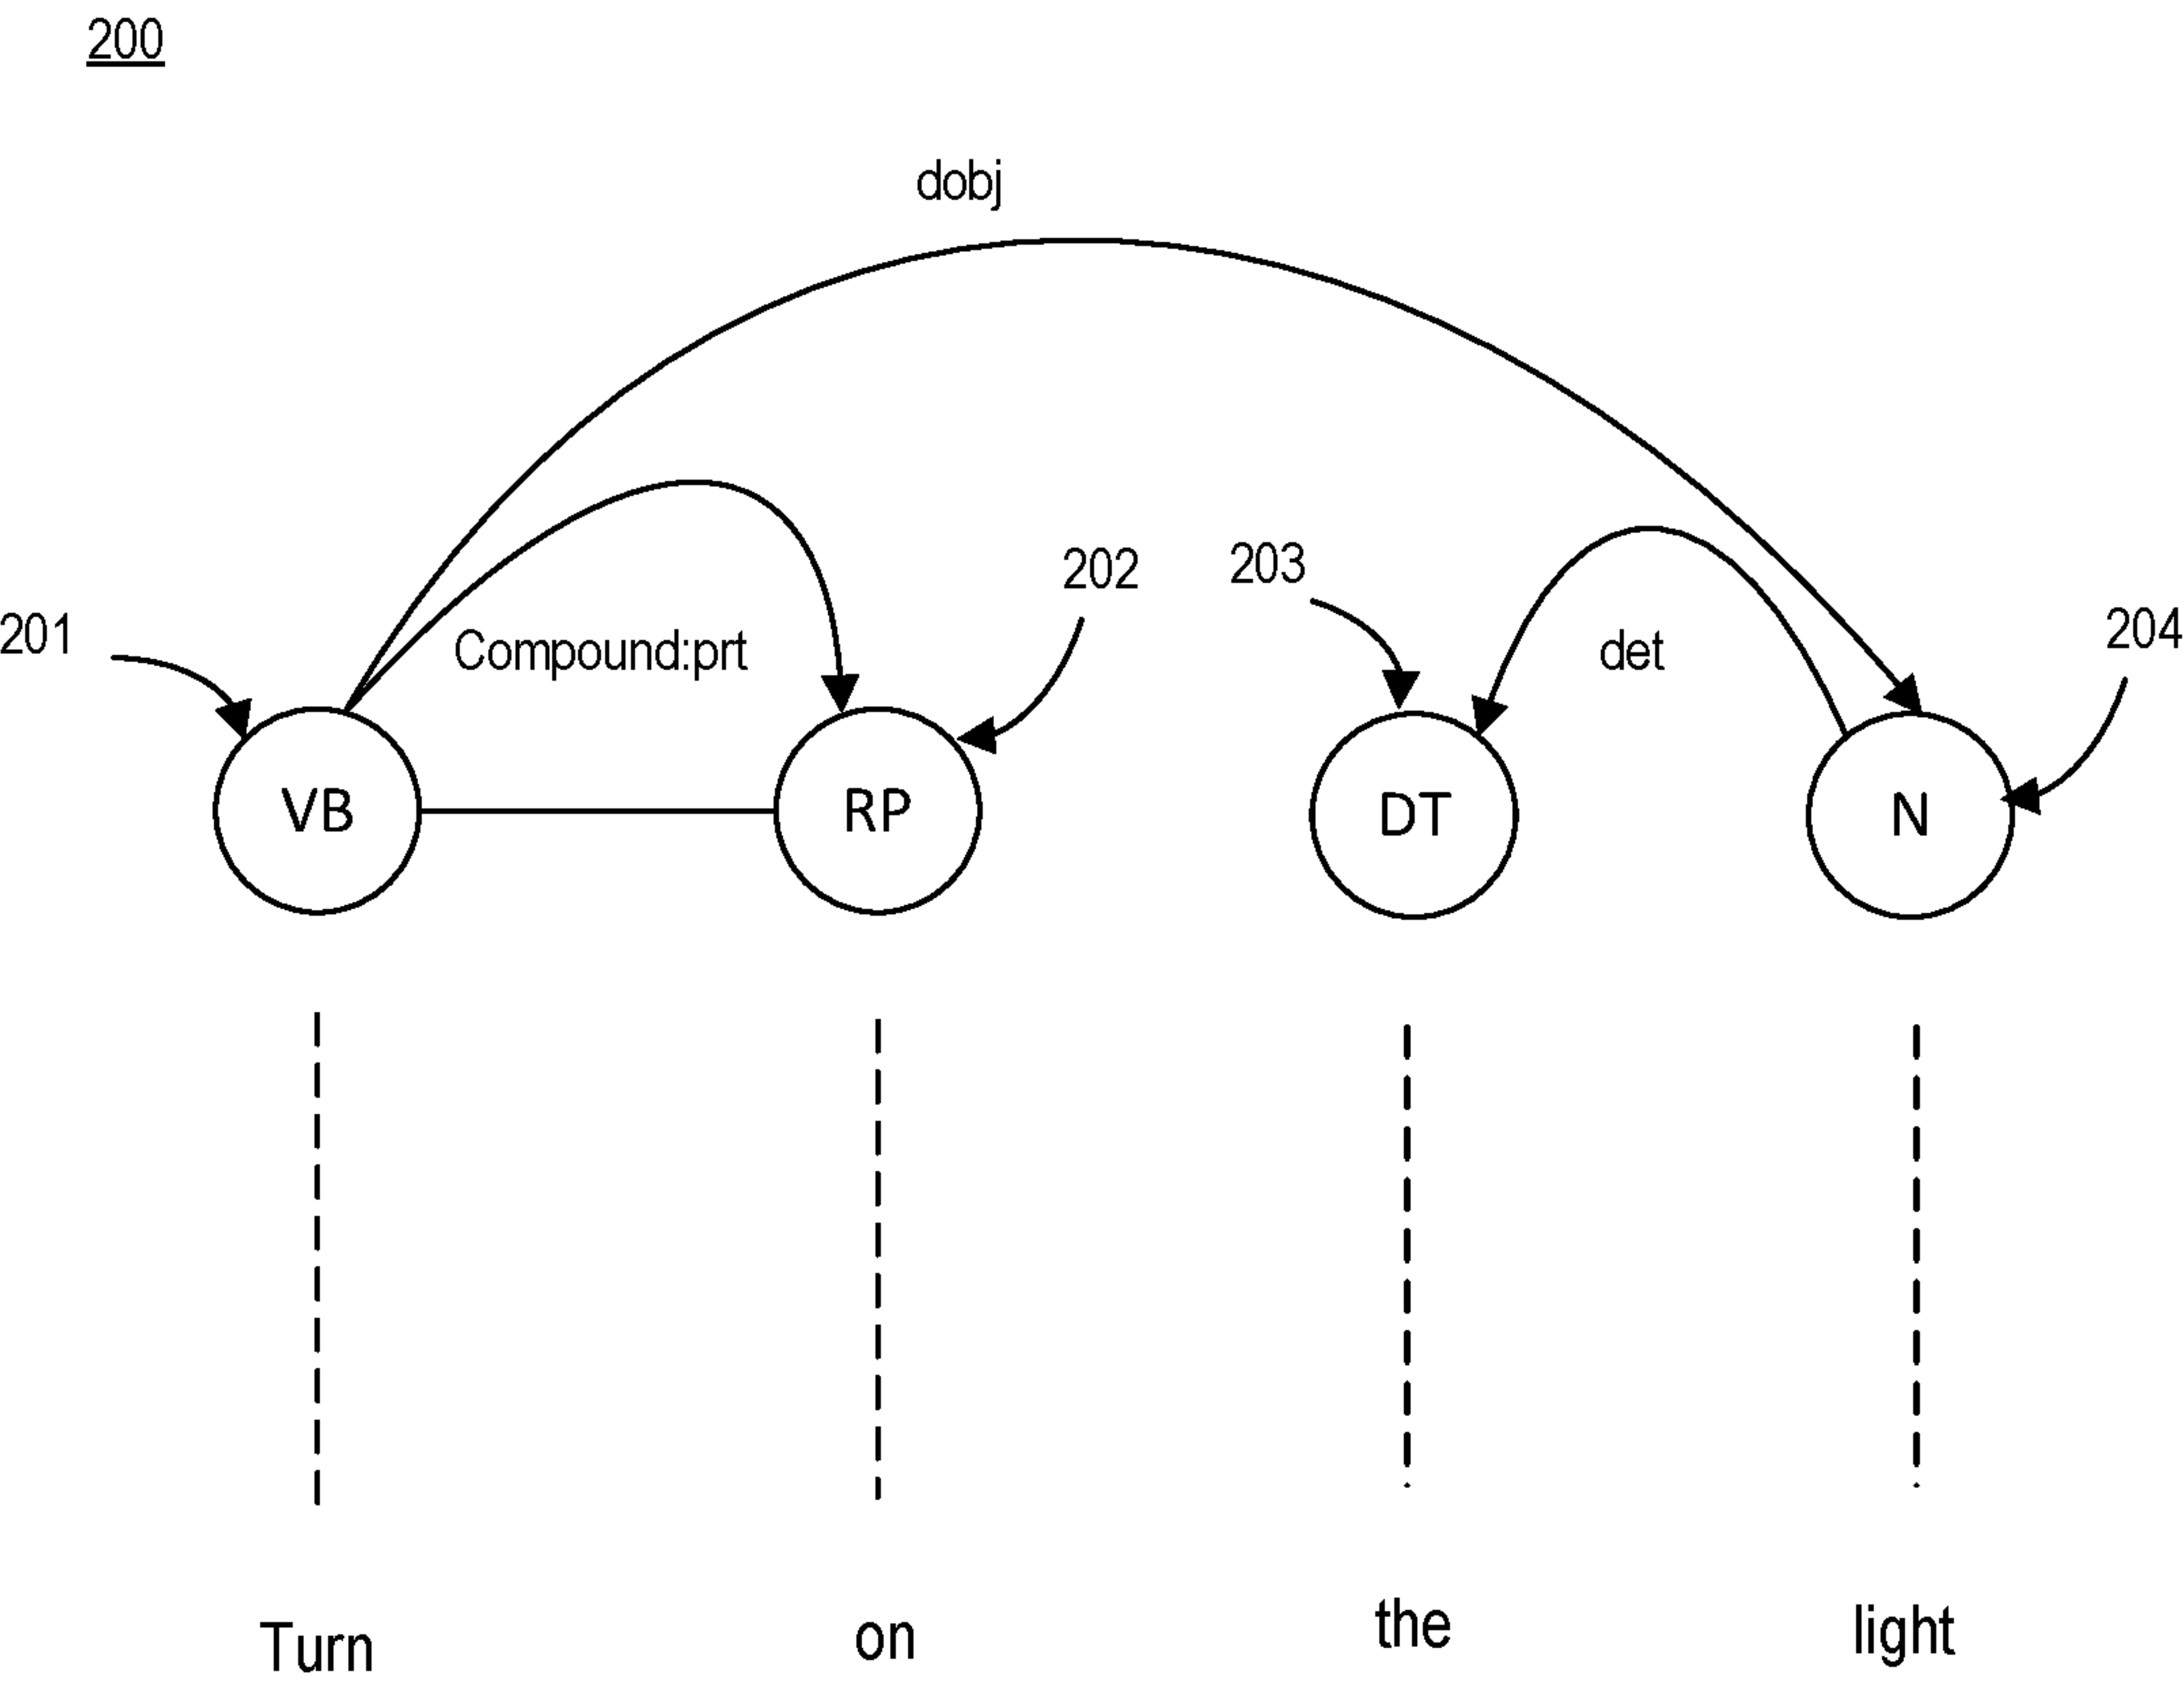 200
dobj
202
203
201
Compound:prt
det
204
VB
RP
DT
N
Turn
on
the
light